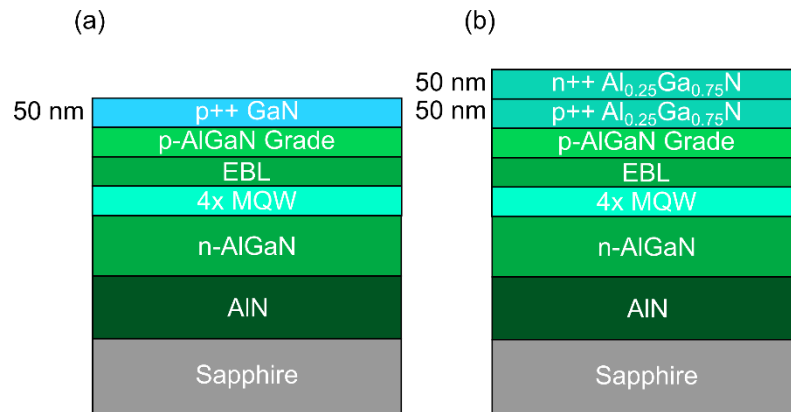 (a)
50 nm p++ GaN
p-AlGaN Grade
EBL
4x MQW
n-AlGaN
AlN
Sapphire
(b)
50 nm n++ Al0.25Ga0.75N
50 nm p++ Al0.25Ga0.75N
p-AlGaN Grade
EBL
4x MQW
n-AlGaN
AlN
Sapphire